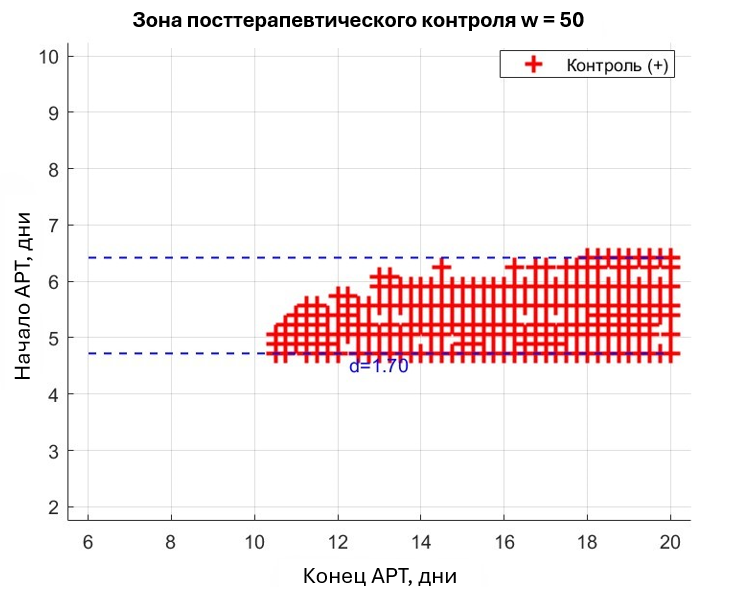 Зона посттерапевтического контроля w = 50
Контроль (+)
10
9
8
7
6
5
4
3
2
Начало АРТ, дни
d=1.70
6 8 10 12 14 16 18 20
Конец АРТ, дни